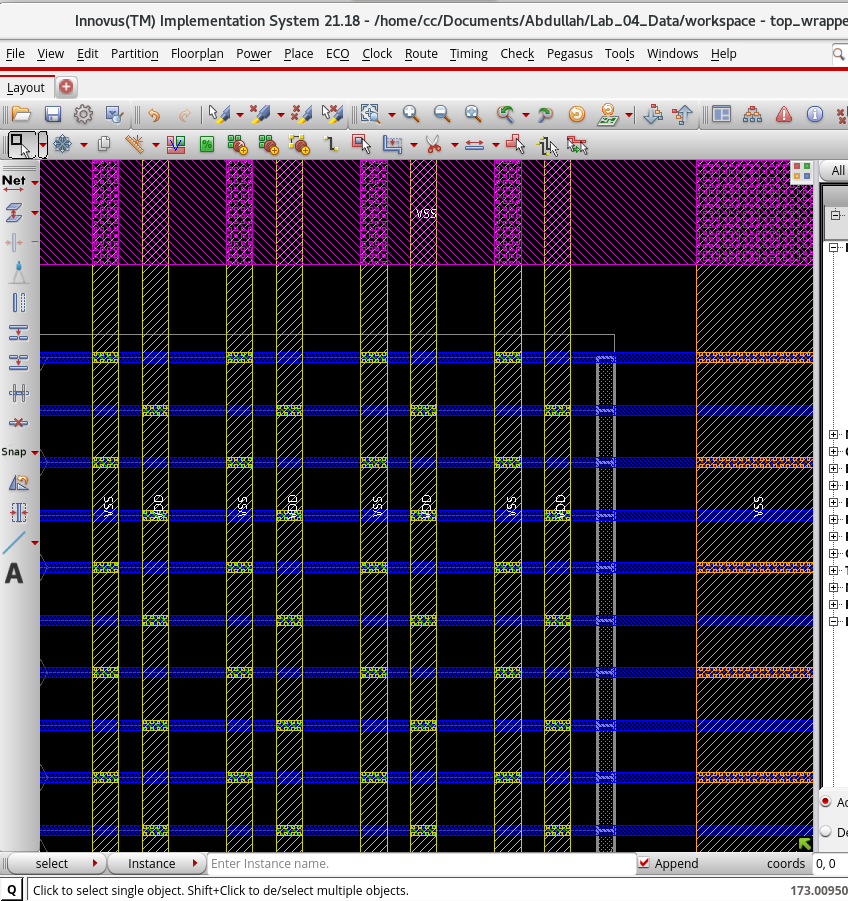 Innovus(TM) Implementation System 21.18 - /home/cc/Documents/Abdullah/Lab_04_Data/workspace - top_wrappe
File View Edit Partition Floorplan Power Place ECO Clock Route Timing Check Pegasus Tools Windows Help
Layout
All
Net
VSS
Snap
VSS VDD VSS VDD VSS VDD VSS VDD VSS
A
select Instance Enter Instance name. Append coords 0, 0
Q Click to select single object. Shift+Click to de/select multiple objects. 173.00950